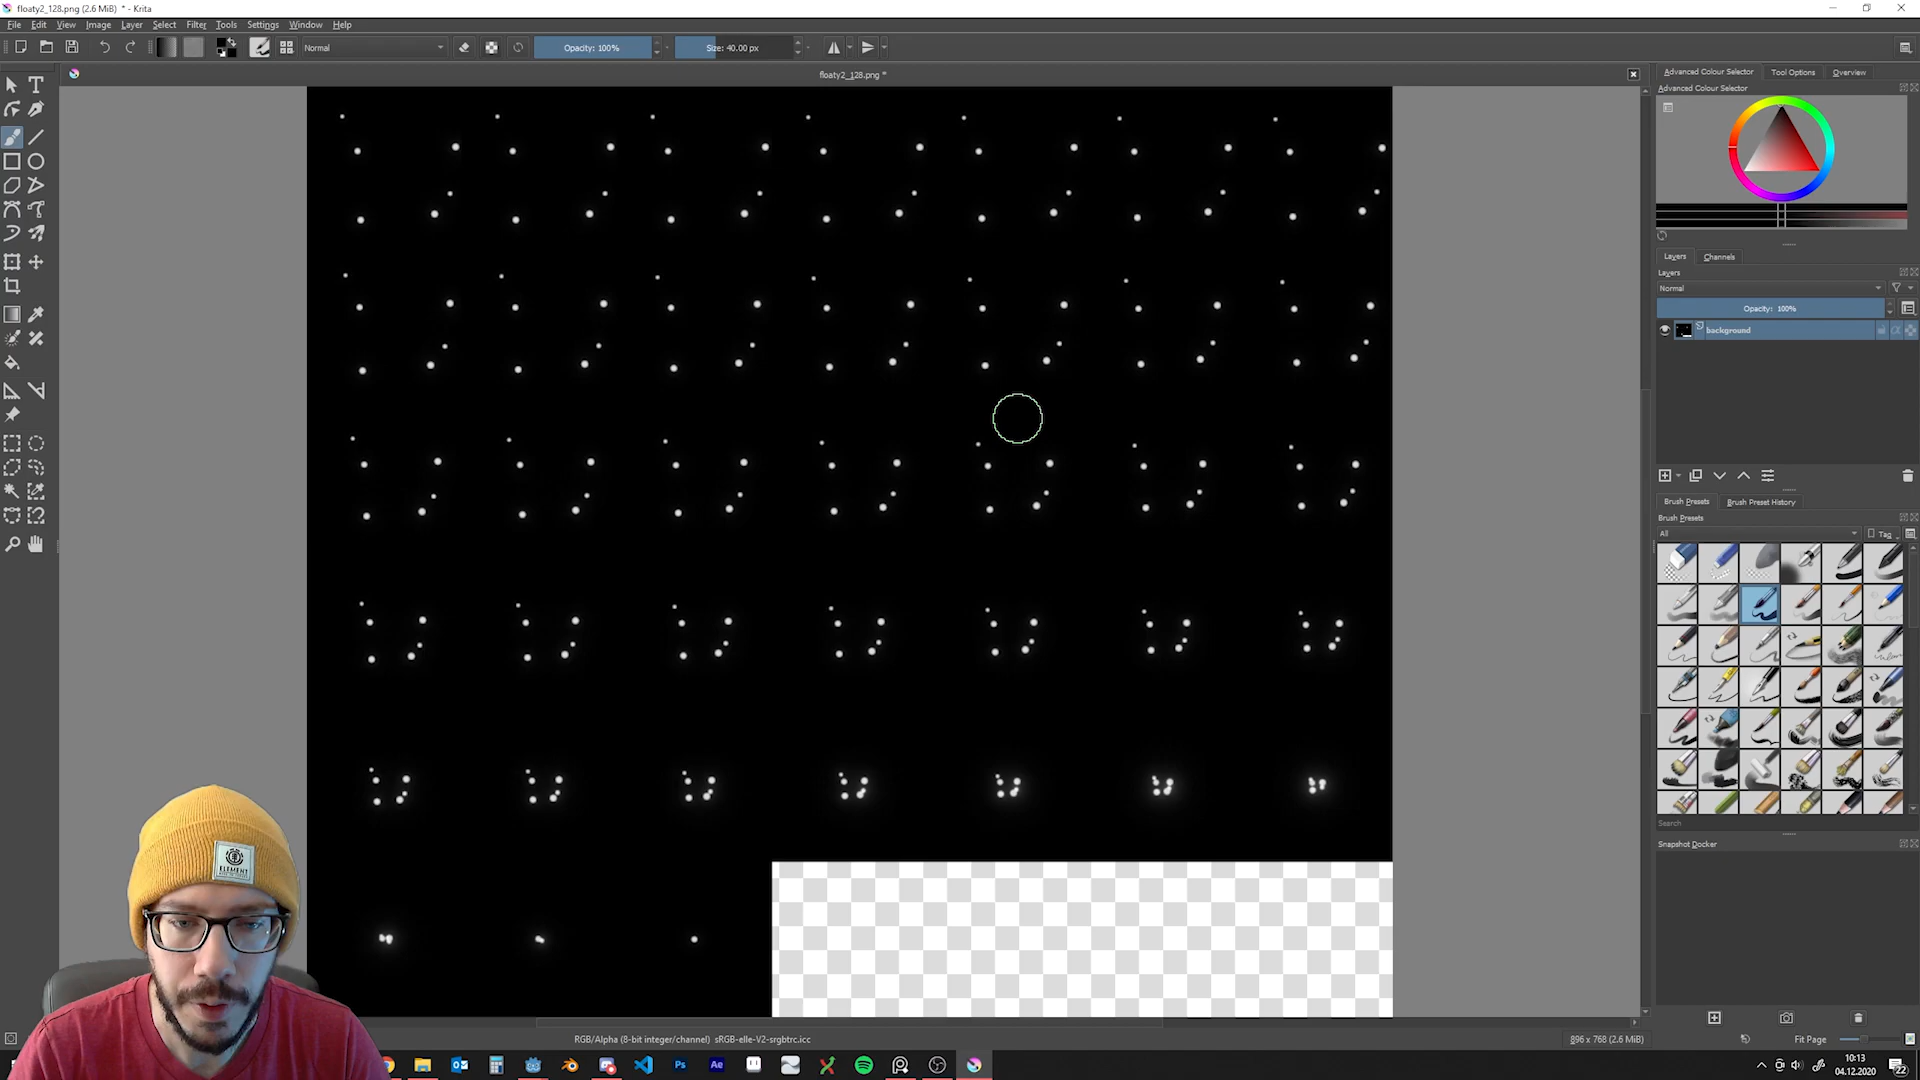 floaty2_128.png (2.6 MiB) * - Krita
File Edit View Image Layer Select Filter Tools Settings Window Help
Normal
Opacity: 100%
Size: 40.00 px
floaty2_128.png *
Advanced Colour Selector Tool Options Overview
Advanced Colour Selector
Layers Channels
Layers
Normal
Opacity: 100%
background
Brush Presets Brush Preset History
Brush Presets
All
Tag
Search
Snapshot Docker
ELEMENT
RGB/Alpha (8-bit integer/channel) sRGB-elle-V2-srgbtrc.icc
896 x 768 (2.6 MiB)
Fit Page
Ps
Ae
10:13
04.12.2020
22